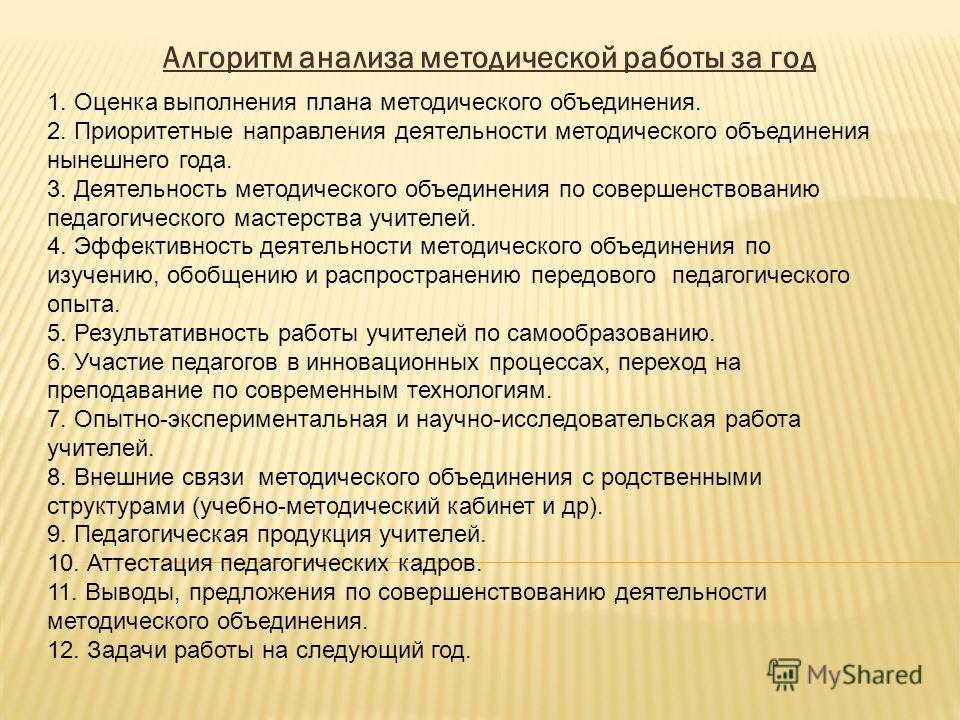 Алгоритм анализа методической работы за год
1. Оценка выполнения плана методического объединения.
2. Приоритетные направления деятельности методического объединения
нынешнего года.
3. Деятельность методического объединения по совершенствованию
педагогического мастерства учителей.
4. Эффективность деятельности методического объединения по
изучению, обобщению и распространению передового педагогического
опыта.
5. Результативность работы учителей по самообразованию.
6. Участие педагогов в инновационных процессах, переход на
преподавание по современным технологиям.
7. Опытно-экспериментальная и научно-исследовательская работа
учителей.
8. Внешние связи методического объединения с родственными
структурами (учебно-методический кабинет и др).
9. Педагогическая продукция учителей.
10. Аттестация педагогических кадров.
11. Выводы, предложения по совершенствованию деятельности
методического объединения.
12. Задачи работы на следующий год.
MyShared